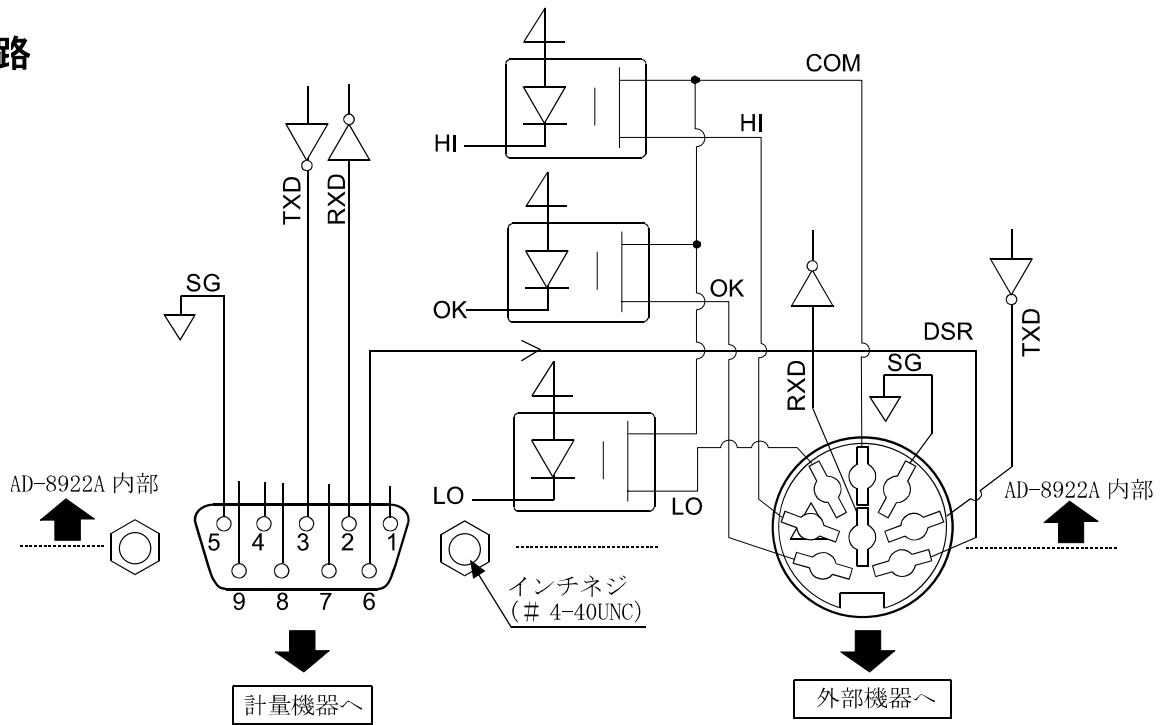 路
COM
HI
HI
TXD
RXD
SG
OK
OK
DSR
TXD
RXD
SG
LO
LO
AD-8922A 内部
AD-8922A 内部
5 4 3 2 1
9 8 7 6
インチネジ
(# 4-40UNC)
計量機器へ
外部機器へ